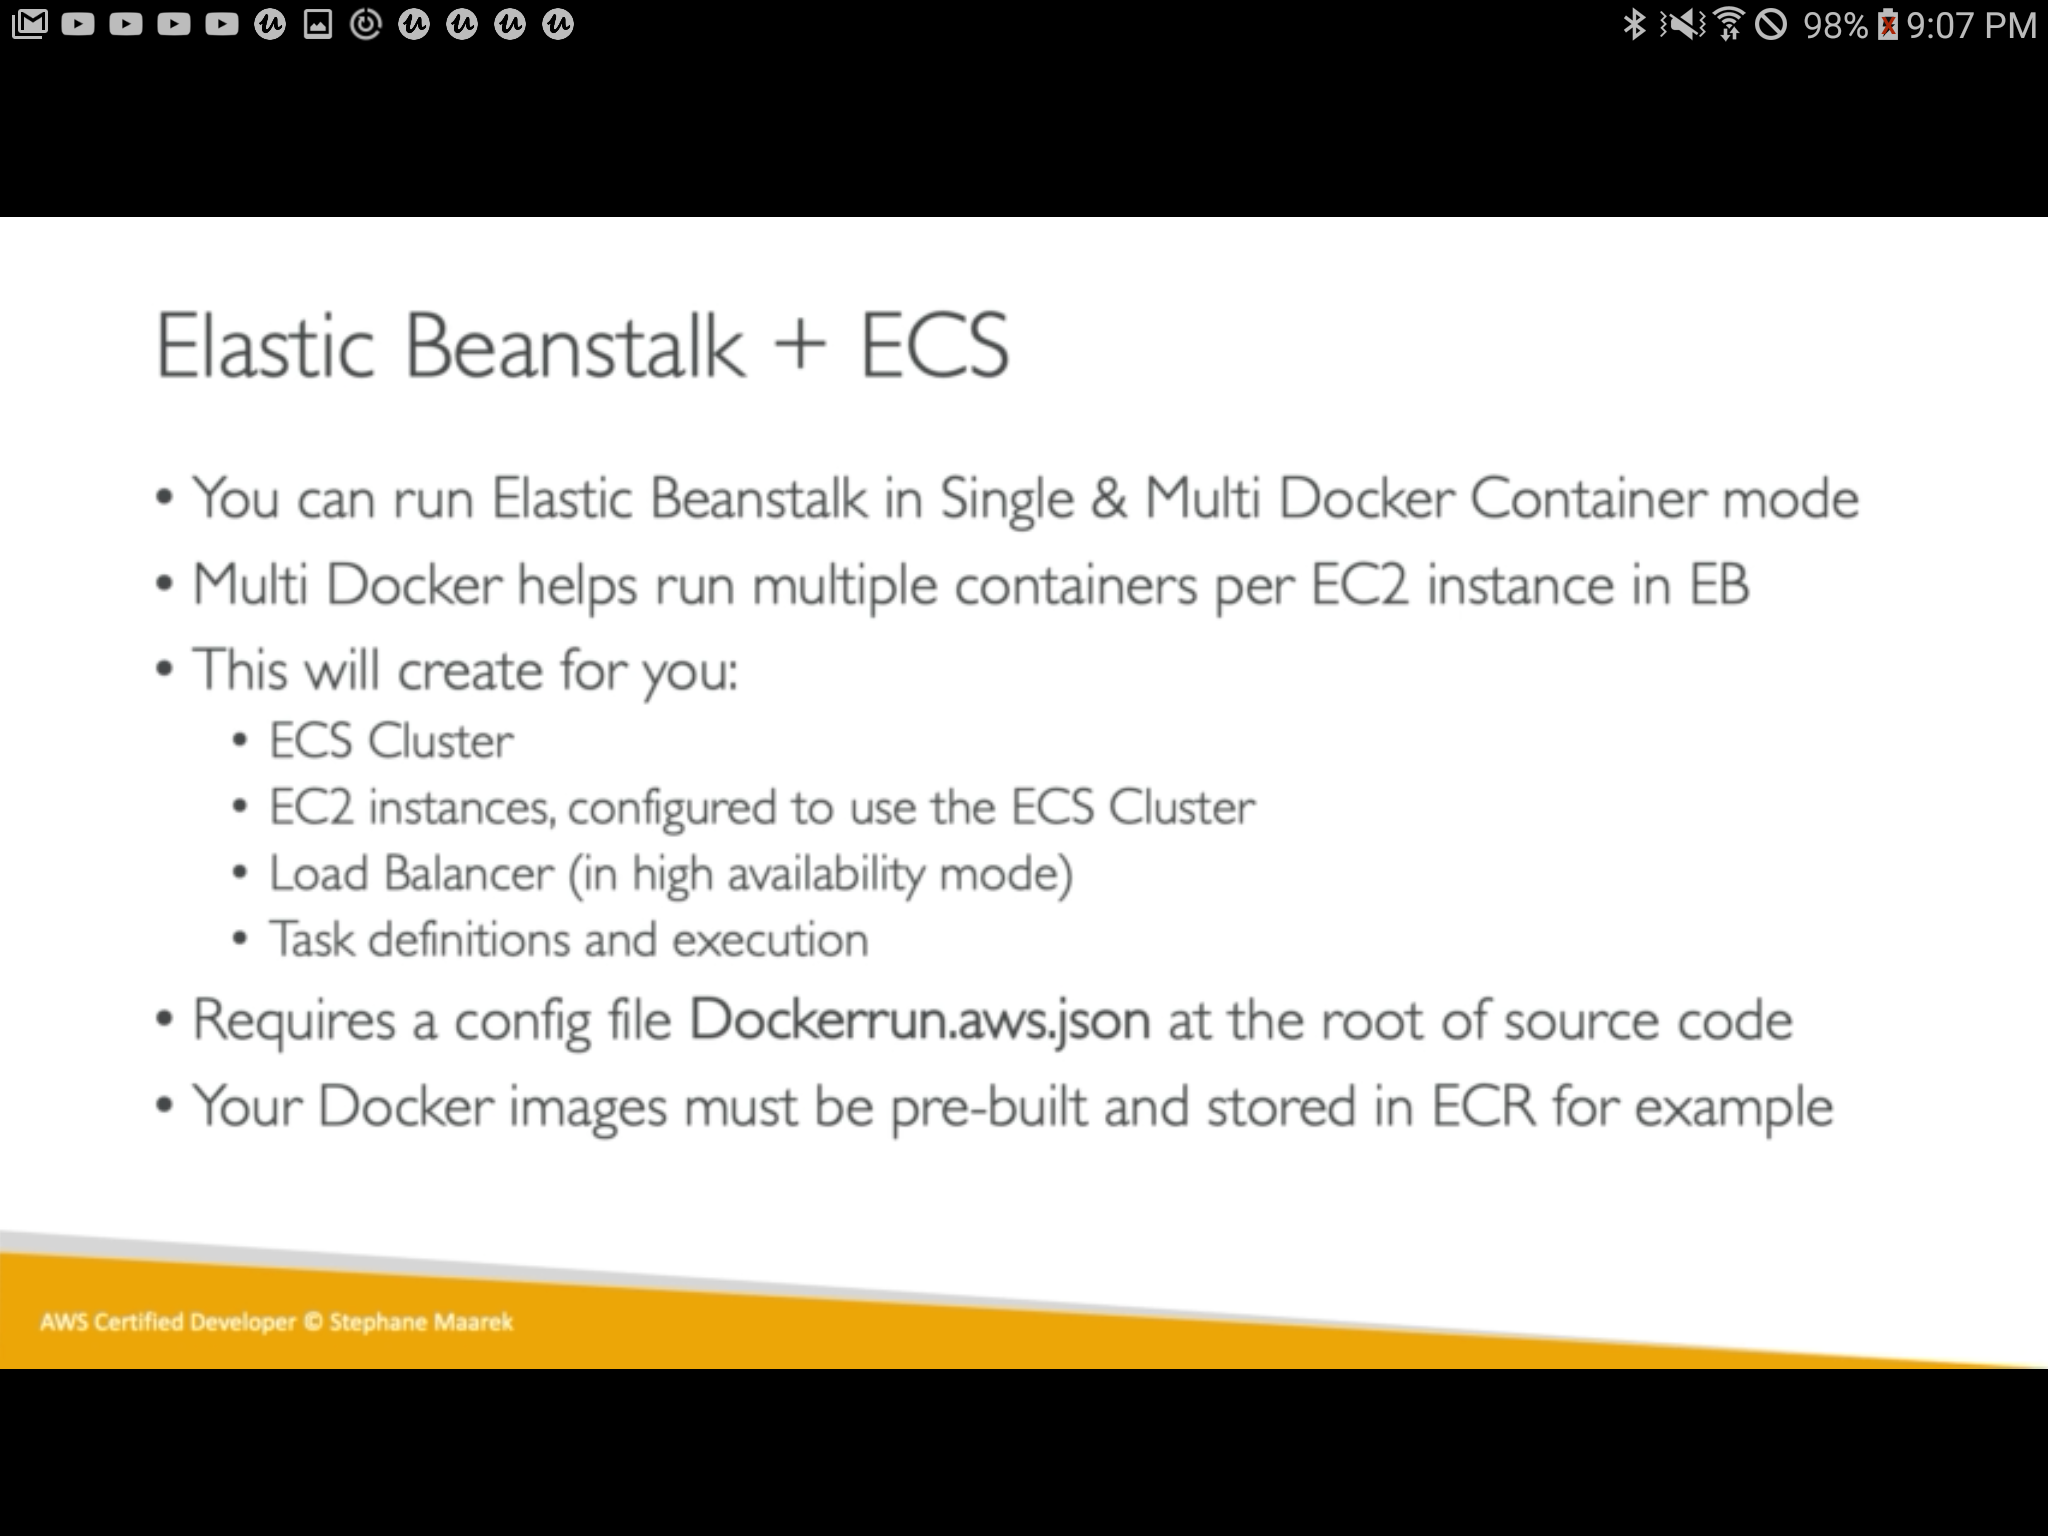 98% 9:07 PM
Elastic Beanstalk + ECS
• You can run Elastic Beanstalk in Single & Multi Docker Container mode
• Multi Docker helps run multiple containers per EC2 instance in EB
• This will create for you:
• ECS Cluster
• EC2 instances, configured to use the ECS Cluster
• Load Balancer (in high availability mode)
• Task definitions and execution
• Requires a config file Dockerrun.aws.json at the root of source code
• Your Docker images must be pre-built and stored in ECR for example
AWS Certified Developer © Stephane Maarek